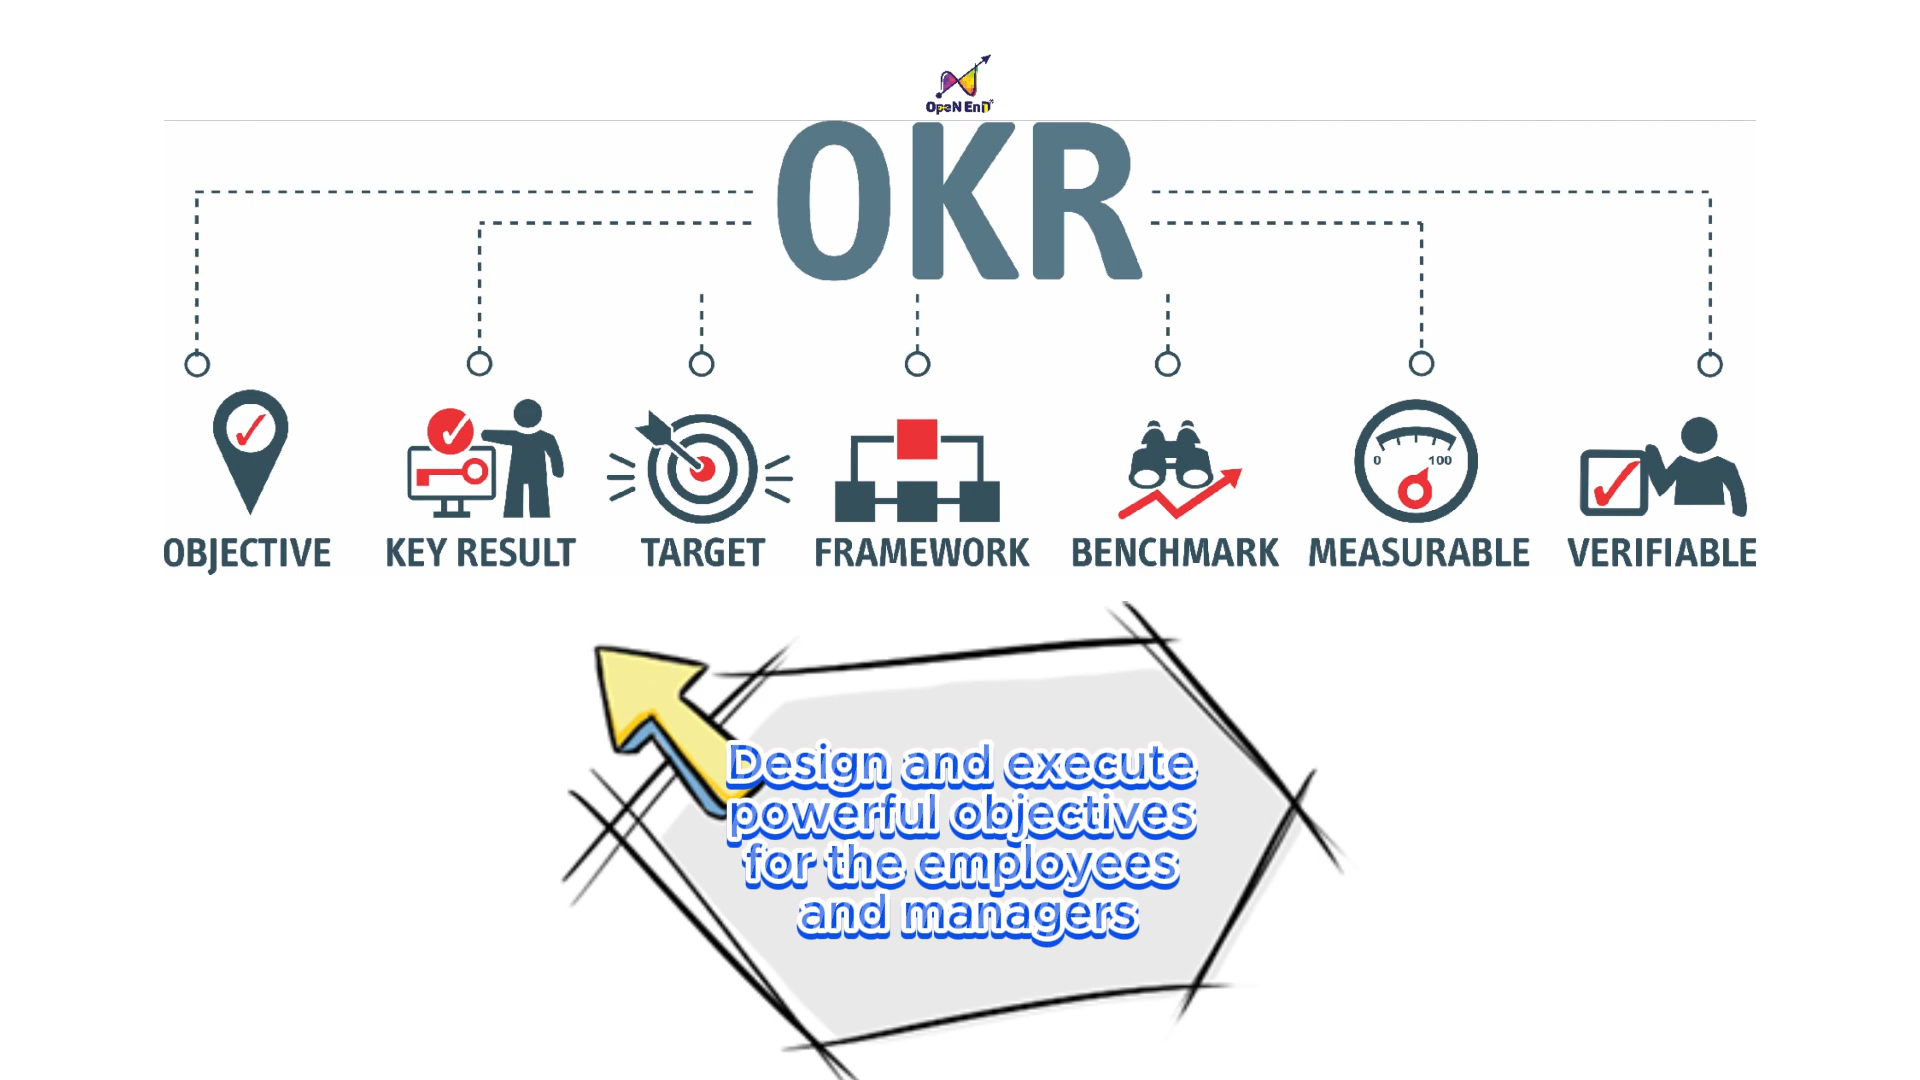 OpeN EnD
OKR
0 100
OBJECTIVE KEY RESULT TARGET FRAMEWORK BENCHMARK MEASURABLE VERIFIABLE
Design and execute
powerful objectives
for the employees
and managers